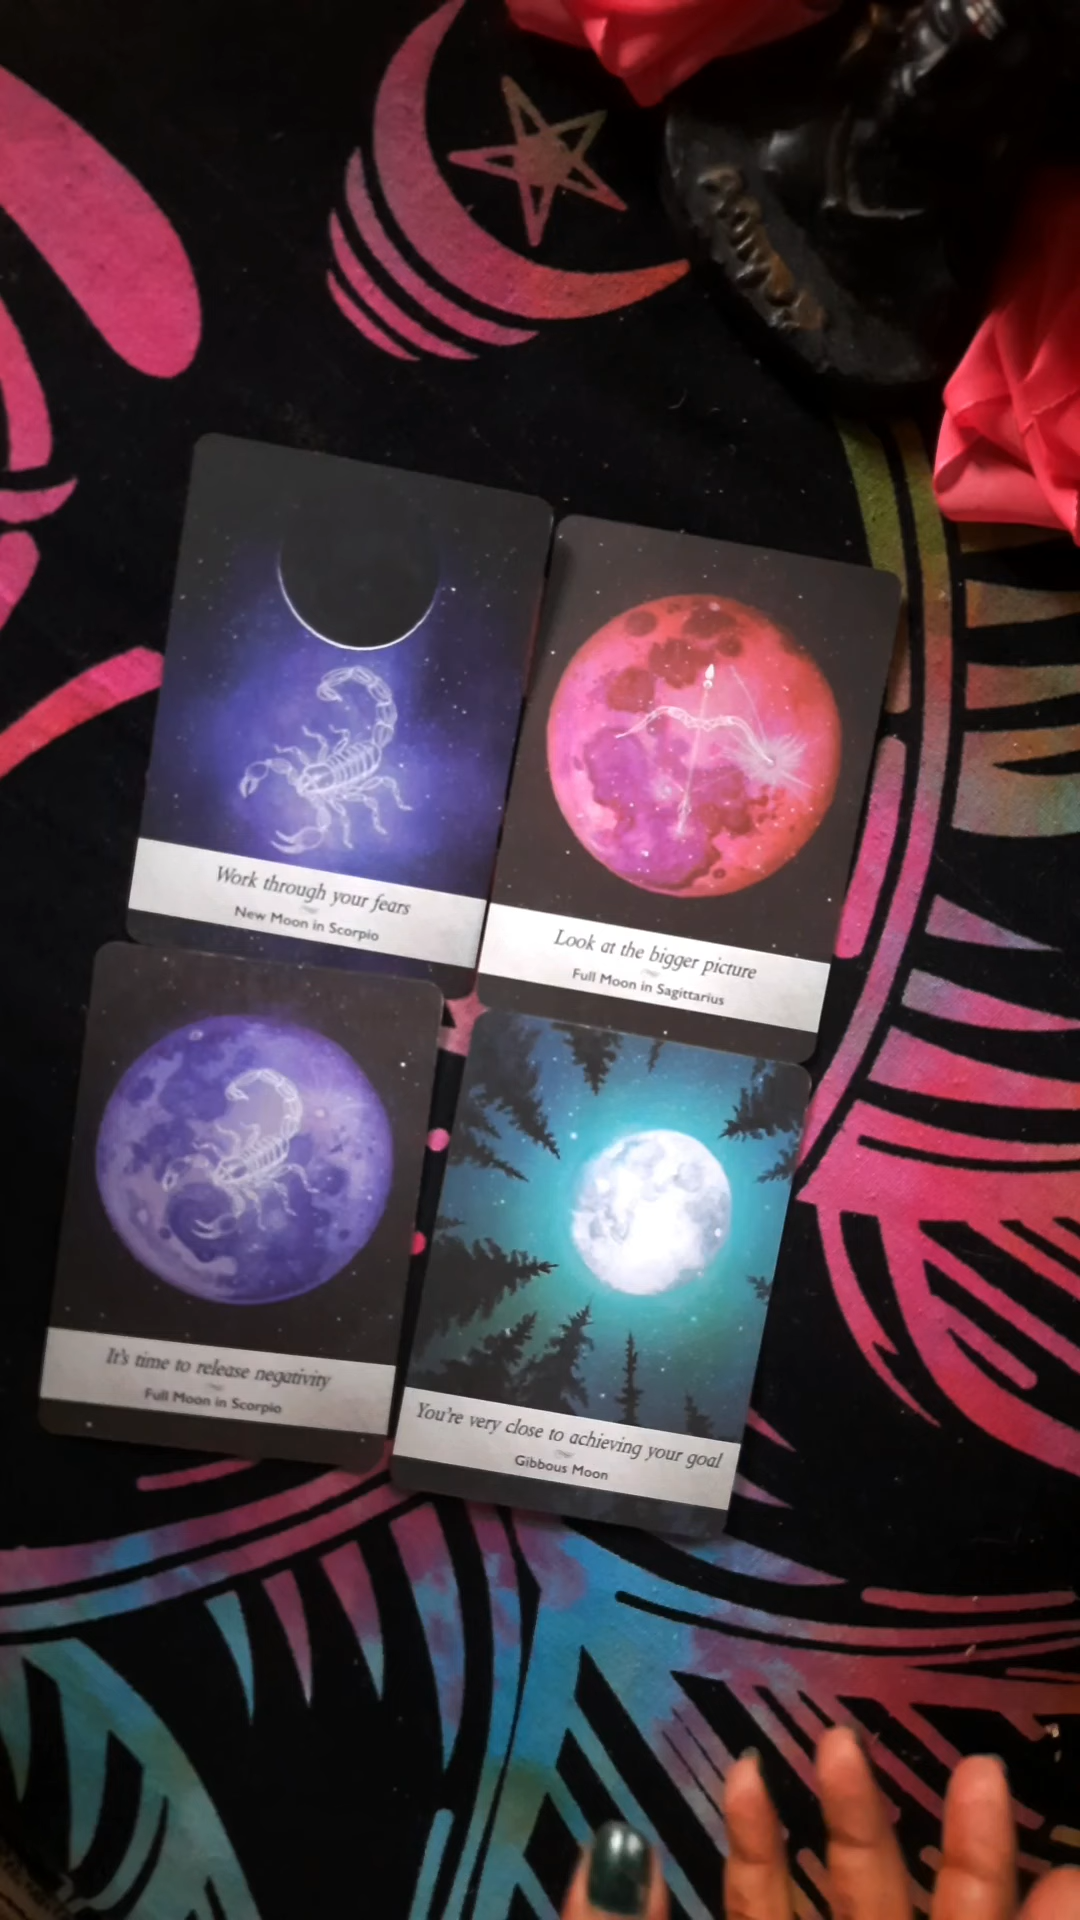 Work through your fears
New Moon in Scorpio
Look at the bigger picture
Full Moon in Sagittarius
It's time to release negativity
Full Moon in Scorpio
You're very close to achieving your goal
Gibbous Moon